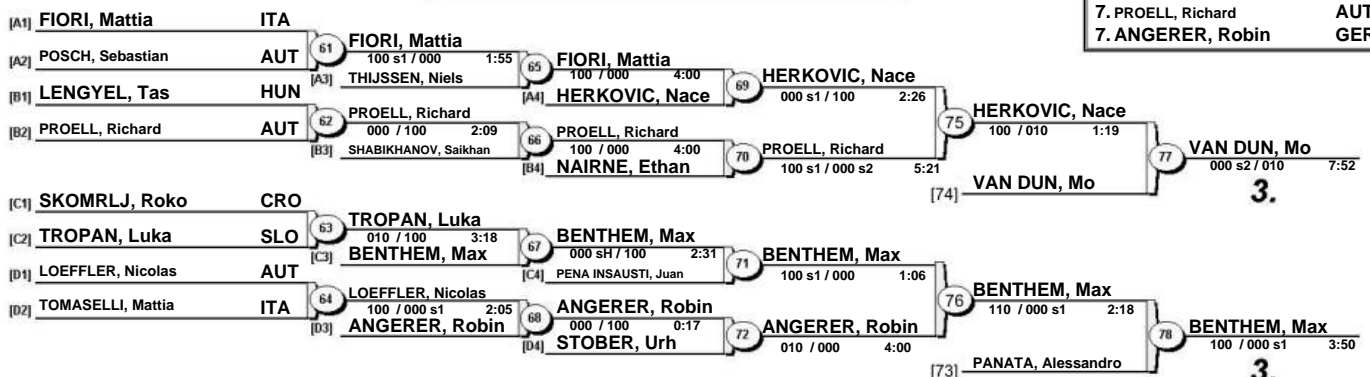 7. PROELL, Richard AUT
7. ANGERER, Robin GER
[A1] FIORI, Mattia ITA
[A2] POSCH, Sebastian AUT
61 FIORI, Mattia
100 s1 / 000 1:55
[A3] THIJSSEN, Niels
[B1] LENGYEL, Tas HUN
[B2] PROELL, Richard AUT
62 PROELL, Richard
000 / 100 2:09
[B3] SHABIKHANOV, Saikhan
65 FIORI, Mattia
100 / 000 4:00
[A4] HERKOVIC, Nace
66 PROELL, Richard
100 / 000 4:00
[B4] NAIRNE, Ethan
69 HERKOVIC, Nace
000 s1 / 100 2:26
70 PROELL, Richard
100 s1 / 000 s2 5:21
75 HERKOVIC, Nace
100 / 010 1:19
[74] VAN DUN, Mo
77 VAN DUN, Mo
000 s2 / 010 7:52
3.
[C1] SKOMRLJ, Roko CRO
[C2] TROPAN, Luka SLO
63 TROPAN, Luka
010 / 100 3:18
[C3] BENTHEM, Max
[D1] LOEFFLER, Nicolas AUT
[D2] TOMASELLI, Mattia ITA
64 LOEFFLER, Nicolas
100 / 000 s1 2:05
[D3] ANGERER, Robin
67 BENTHEM, Max
000 sH / 100 2:31
[C4] PENA INSAUSTI, Juan
68 ANGERER, Robin
000 / 100 0:17
[D4] STOBER, Urh
71 BENTHEM, Max
100 s1 / 000 1:06
72 ANGERER, Robin
010 / 000 4:00
76 BENTHEM, Max
110 / 000 s1 2:18
[73] PANATA, Alessandro
78 BENTHEM, Max
100 / 000 s1 3:50
3.